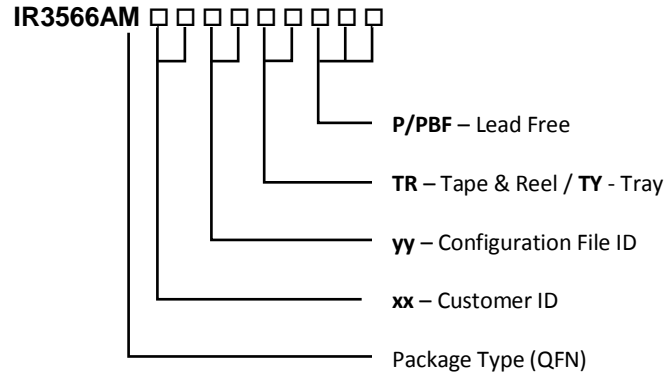 IR3566AM □ □ □ □ □ □ □ □ □
P/PBF – Lead Free
TR – Tape & Reel / TY - Tray
yy – Configuration File ID
xx – Customer ID
Package Type (QFN)